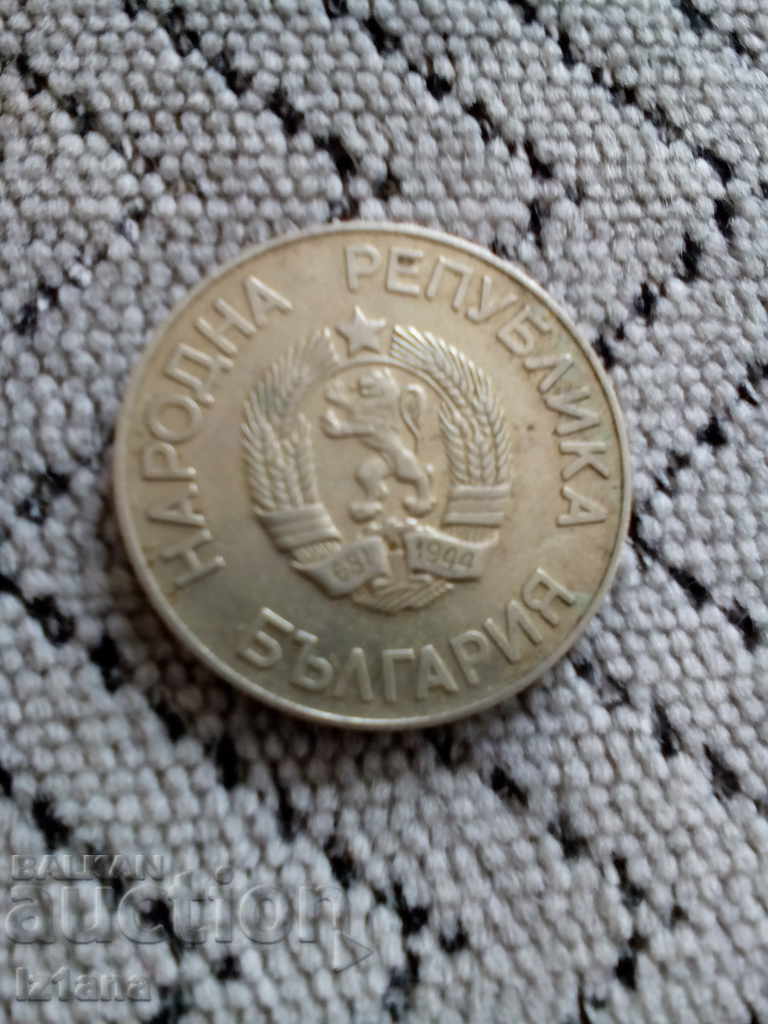 НАРОДНА РЕПУБЛИКА
681 1944
БЪЛГАРИЯ
BALKAN
auction
Iz1ana